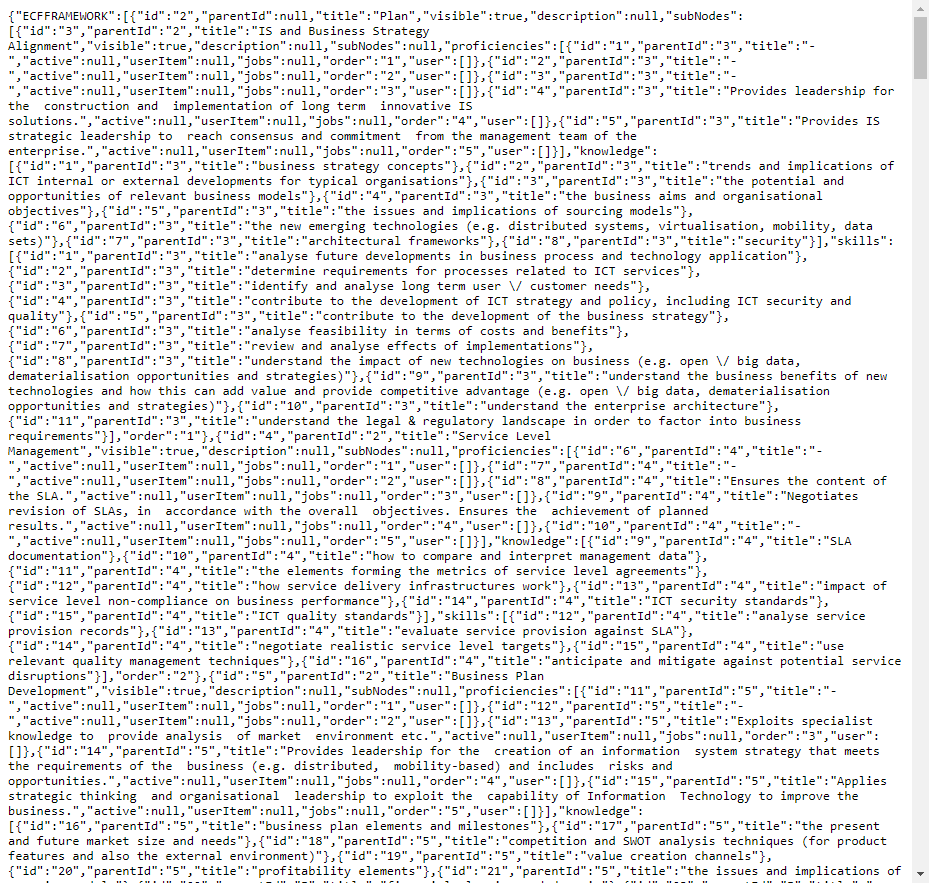 {"ECFFRAMEWORK":[{"id":"2","parentId":null,"title":"Plan","visible":true,"description":null,"subNodes":
[{"id":"3","parentId":"2","title":"IS and Business Strategy
Alignment","visible":true,"description":null,"subNodes":null,"proficiencies":[{"id":"1","parentId":"3","title":"-
","active":null,"userItem":null,"jobs":null,"order":"1","user":[]},{"id":"2","parentId":"3","title":"-
","active":null,"userItem":null,"jobs":null,"order":"2","user":[]},{"id":"3","parentId":"3","title":"-
","active":null,"userItem":null,"jobs":null,"order":"3","user":[]},{"id":"4","parentId":"3","title":"Provides leadership for
the  construction and  implementation of long term  innovative IS
solutions.","active":null,"userItem":null,"jobs":null,"order":"4","user":[]},{"id":"5","parentId":"3","title":"Provides IS
strategic leadership to  reach consensus and commitment  from the management team of the
enterprise.","active":null,"userItem":null,"jobs":null,"order":"5","user":[]}],"knowledge":
[{"id":"1","parentId":"3","title":"business strategy concepts"},{"id":"2","parentId":"3","title":"trends and implications of
ICT internal or external developments for typical organisations"},{"id":"3","parentId":"3","title":"the potential and
opportunities of relevant business models"},{"id":"4","parentId":"3","title":"the business aims and organisational
objectives"},{"id":"5","parentId":"3","title":"the issues and implications of sourcing models"},
{"id":"6","parentId":"3","title":"the new emerging technologies (e.g. distributed systems, virtualisation, mobility, data
sets)"},{"id":"7","parentId":"3","title":"architectural frameworks"},{"id":"8","parentId":"3","title":"security"}],"skills":
[{"id":"1","parentId":"3","title":"analyse future developments in business process and technology application"},
{"id":"2","parentId":"3","title":"determine requirements for processes related to ICT services"},
{"id":"3","parentId":"3","title":"identify and analyse long term user \/ customer needs"},
{"id":"4","parentId":"3","title":"contribute to the development of ICT strategy and policy, including ICT security and
quality"},{"id":"5","parentId":"3","title":"contribute to the development of the business strategy"},
{"id":"6","parentId":"3","title":"analyse feasibility in terms of costs and benefits"},
{"id":"7","parentId":"3","title":"review and analyse effects of implementations"},
{"id":"8","parentId":"3","title":"understand the impact of new technologies on business (e.g. open \/ big data,
dematerialisation opportunities and strategies)"},{"id":"9","parentId":"3","title":"understand the business benefits of new
technologies and how this can add value and provide competitive advantage (e.g. open \/ big data, dematerialisation
opportunities and strategies)"},{"id":"10","parentId":"3","title":"understand the enterprise architecture"},
{"id":"11","parentId":"3","title":"understand the legal & regulatory landscape in order to factor into business
requirements"}],"order":"1"},{"id":"4","parentId":"2","title":"Service Level
Management","visible":true,"description":null,"subNodes":null,"proficiencies":[{"id":"6","parentId":"4","title":"-
","active":null,"userItem":null,"jobs":null,"order":"1","user":[]},{"id":"7","parentId":"4","title":"-
","active":null,"userItem":null,"jobs":null,"order":"2","user":[]},{"id":"8","parentId":"4","title":"Ensures the content of
the SLA.","active":null,"userItem":null,"jobs":null,"order":"3","user":[]},{"id":"9","parentId":"4","title":"Negotiates
revision of SLAs, in  accordance with the overall  objectives. Ensures the  achievement of planned
results.","active":null,"userItem":null,"jobs":null,"order":"4","user":[]},{"id":"10","parentId":"4","title":"-
","active":null,"userItem":null,"jobs":null,"order":"5","user":[]}],"knowledge":[{"id":"9","parentId":"4","title":"SLA
documentation"},{"id":"10","parentId":"4","title":"how to compare and interpret management data"},
{"id":"11","parentId":"4","title":"the elements forming the metrics of service level agreements"},
{"id":"12","parentId":"4","title":"how service delivery infrastructures work"},{"id":"13","parentId":"4","title":"impact of
service level non-compliance on business performance"},{"id":"14","parentId":"4","title":"ICT security standards"},
{"id":"15","parentId":"4","title":"ICT quality standards"}],"skills":[{"id":"12","parentId":"4","title":"analyse service
provision records"},{"id":"13","parentId":"4","title":"evaluate service provision against SLA"},
{"id":"14","parentId":"4","title":"negotiate realistic service level targets"},{"id":"15","parentId":"4","title":"use
relevant quality management techniques"},{"id":"16","parentId":"4","title":"anticipate and mitigate against potential service
disruptions"}],"order":"2"},{"id":"5","parentId":"2","title":"Business Plan
Development","visible":true,"description":null,"subNodes":null,"proficiencies":[{"id":"11","parentId":"5","title":"-
","active":null,"userItem":null,"jobs":null,"order":"1","user":[]},{"id":"12","parentId":"5","title":"-
","active":null,"userItem":null,"jobs":null,"order":"2","user":[]},{"id":"13","parentId":"5","title":"Exploits specialist
knowledge to  provide analysis  of market  environment etc.","active":null,"userItem":null,"jobs":null,"order":"3","user":
[]},{"id":"14","parentId":"5","title":"Provides leadership for the  creation of an information  system strategy that meets
the requirements of the  business (e.g. distributed,  mobility-based) and includes  risks and
opportunities.","active":null,"userItem":null,"jobs":null,"order":"4","user":[]},{"id":"15","parentId":"5","title":"Applies
strategic thinking  and organisational  leadership to exploit the  capability of Information  Technology to improve the
business.","active":null,"userItem":null,"jobs":null,"order":"5","user":[]}],"knowledge":
[{"id":"16","parentId":"5","title":"business plan elements and milestones"},{"id":"17","parentId":"5","title":"the present
and future market size and needs"},{"id":"18","parentId":"5","title":"competition and SWOT analysis techniques (for product
features and also the external environment)"},{"id":"19","parentId":"5","title":"value creation channels"},
{"id":"20","parentId":"5","title":"profitability elements"},{"id":"21","parentId":"5","title":"the issues and implications of